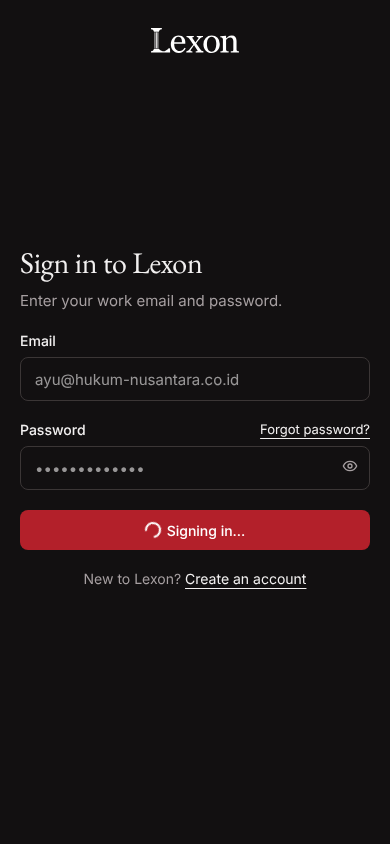 Lexon
Sign in to Lexon
Enter your work email and password.
Email
ayu@hukum-nusantara.co.id
Password
Forgot password?
•••••••••••••
Signing in...
New to Lexon? Create an account